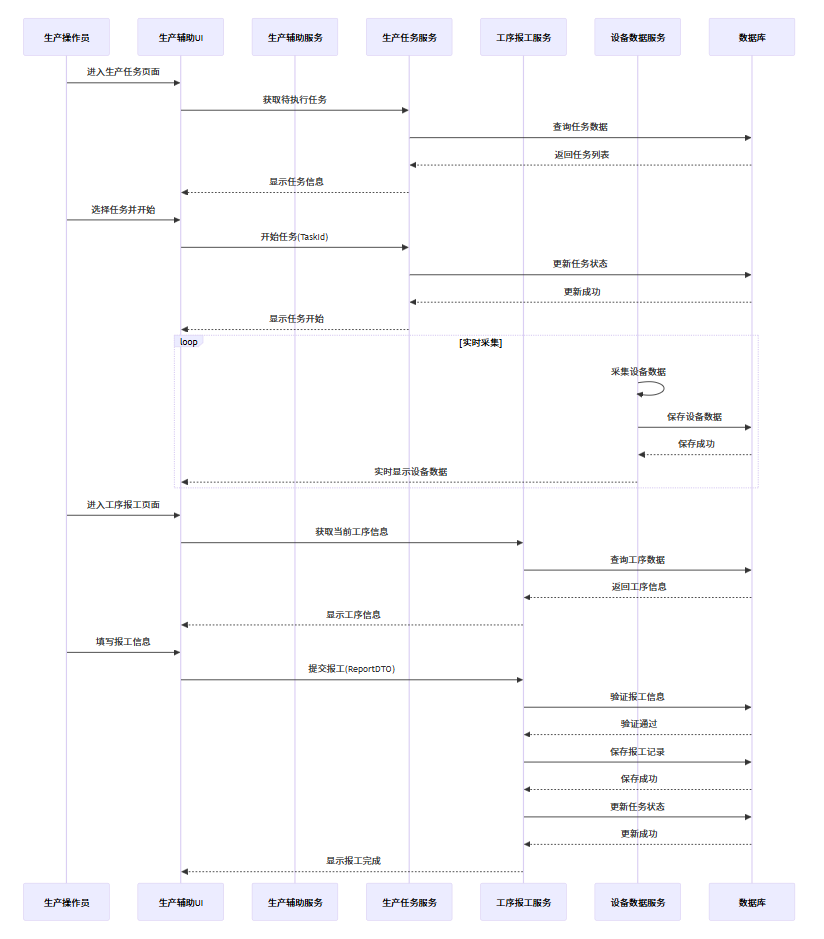 生产操作员 生产辅助UI 生产辅助服务 生产任务服务 工序报工服务 设备数据服务 数据库
进入生产任务页面
获取待执行任务
查询任务数据
返回任务列表
显示任务信息
选择任务并开始
开始任务(TaskId)
更新任务状态
更新成功
显示任务开始
loop [实时采集]
采集设备数据
保存设备数据
保存成功
实时显示设备数据
进入工序报工页面
获取当前工序信息
查询工序数据
返回工序信息
显示工序信息
填写报工信息
提交报工(ReportDTO)
验证报工信息
验证通过
保存报工记录
保存成功
更新任务状态
更新成功
显示报工完成
生产操作员 生产辅助UI 生产辅助服务 生产任务服务 工序报工服务 设备数据服务 数据库